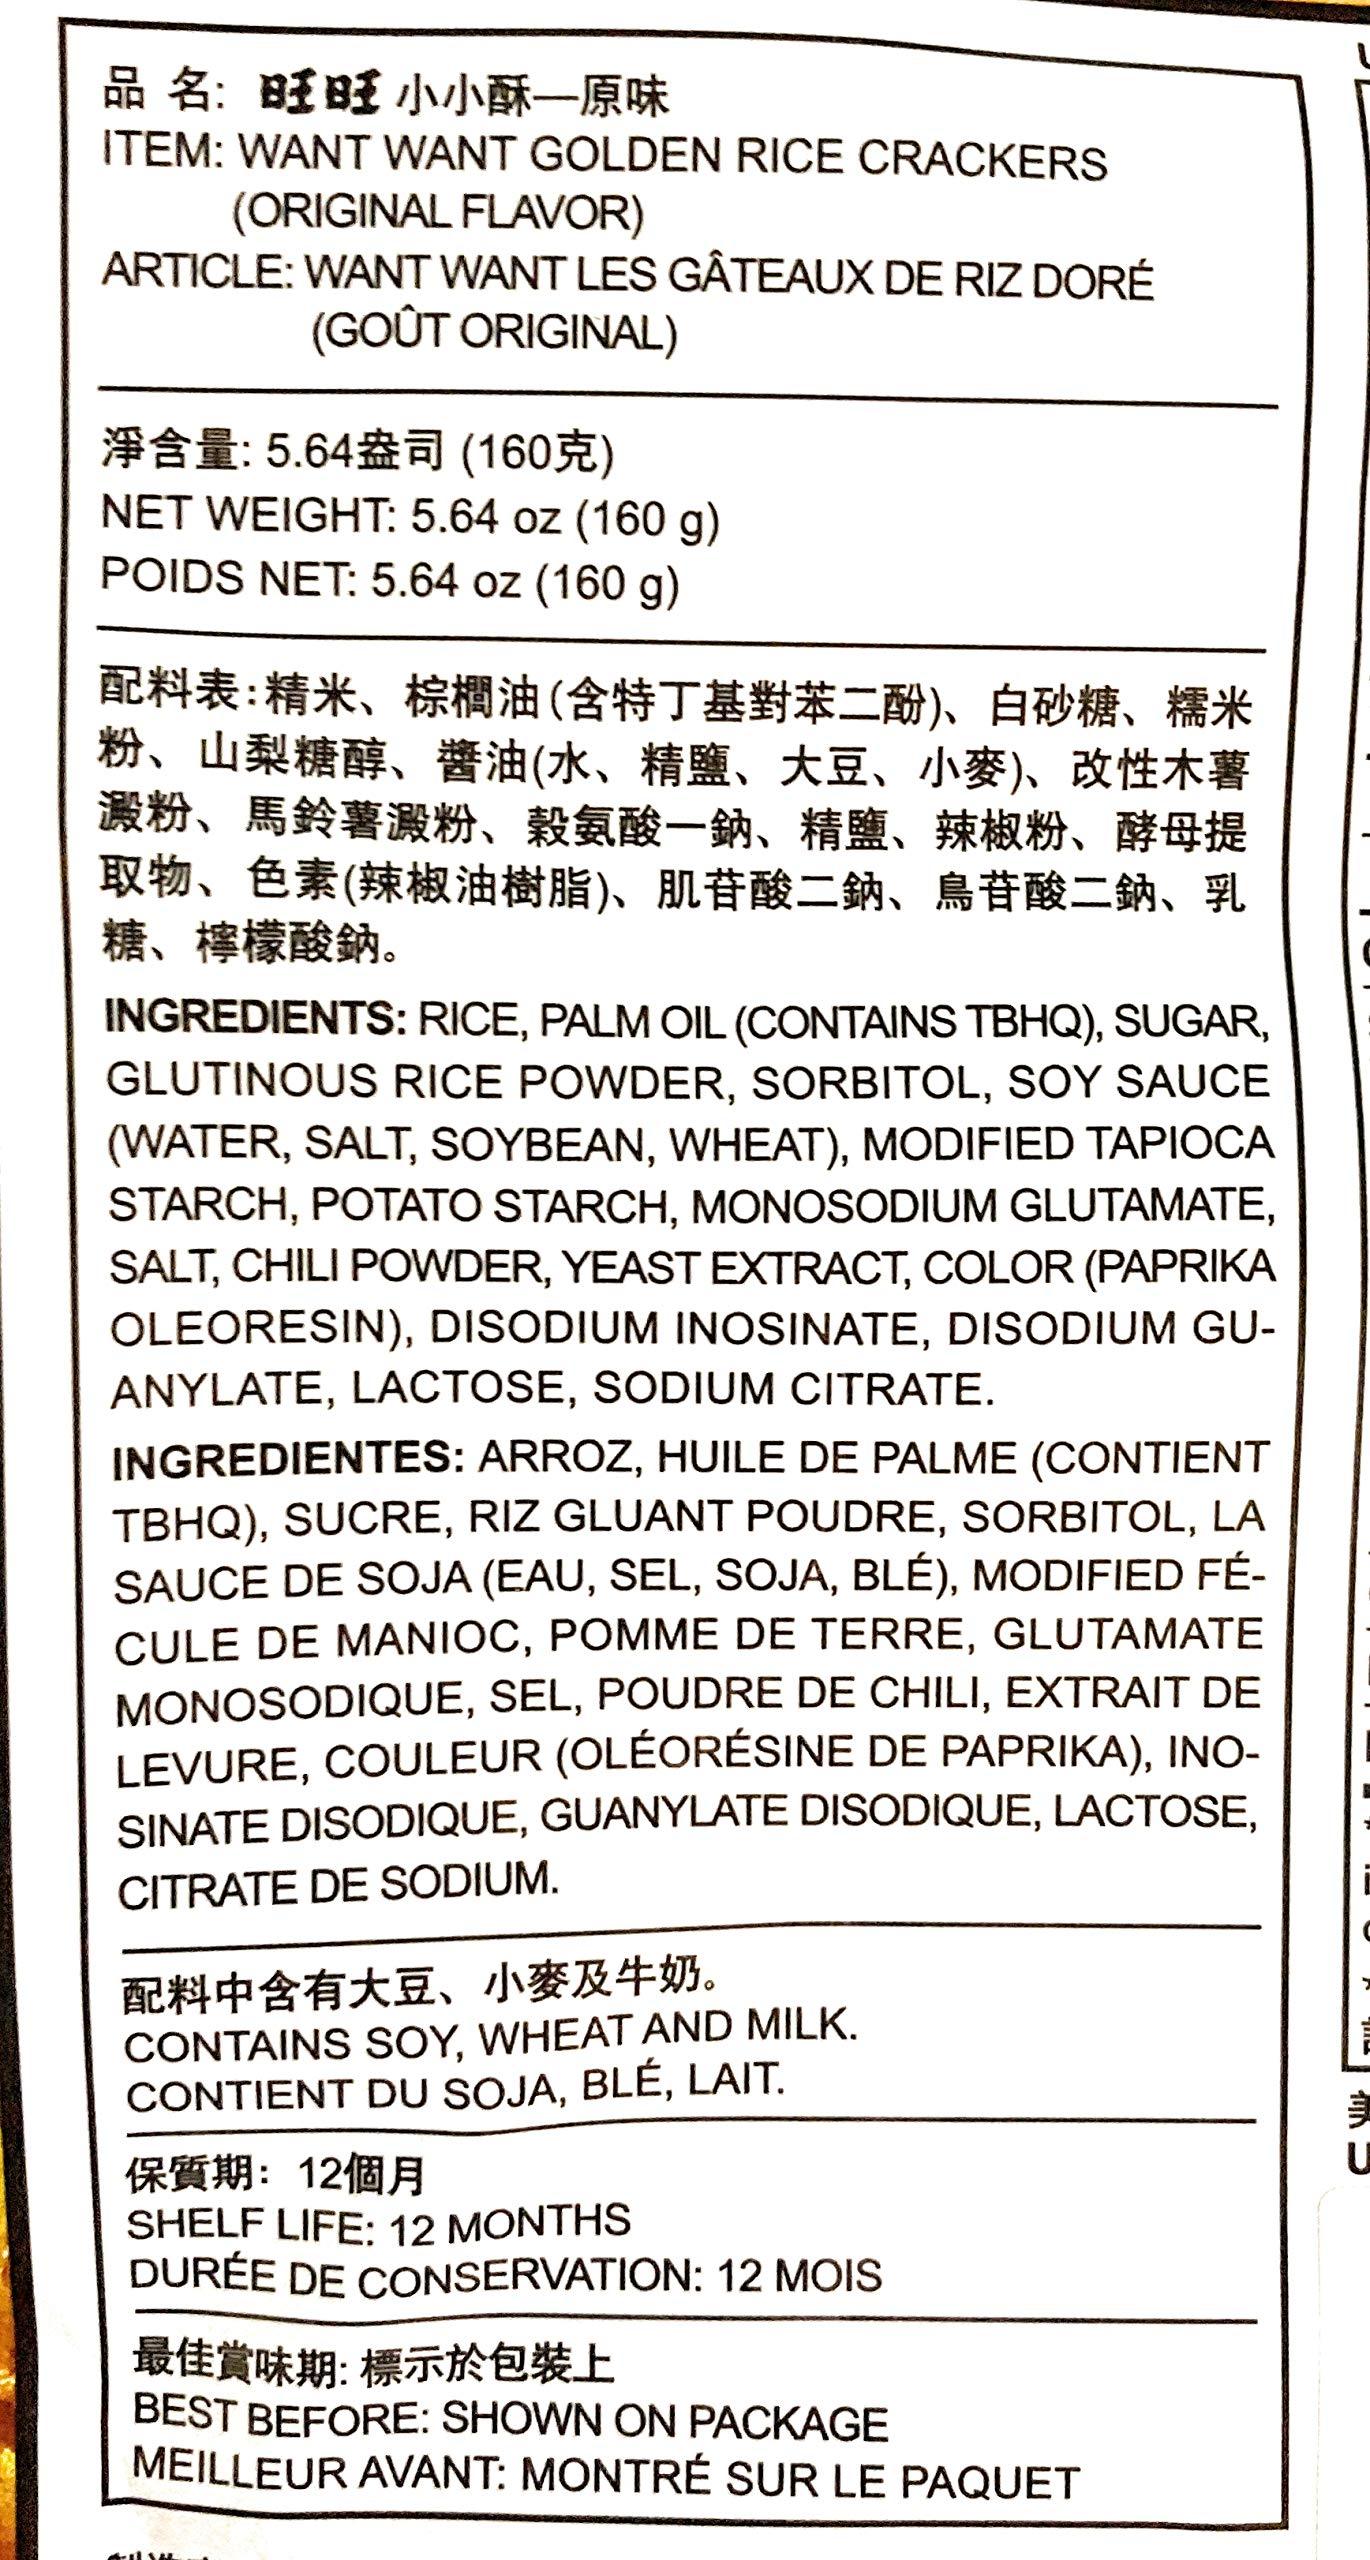 品 名: 旺旺 小小酥—原味
ITEM: WANT WANT GOLDEN RICE CRACKERS
(ORIGINAL FLAVOR)
ARTICLE: WANT WANT LES GÂTEAUX DE RIZ DORÉ
(GOÛT ORIGINAL)
淨含量: 5.64盎司 (160克)
NET WEIGHT: 5.64 oz (160 g)
POIDS NET: 5.64 oz (160 g)
配料表:精米、棕櫚油(含特丁基對苯二酚)、白砂糖、糯米
粉、山梨糖醇、醬油(水、精鹽、大豆、小麥)、改性木薯
澱粉、馬鈴薯澱粉、穀氨酸一鈉、精鹽、辣椒粉、酵母提
取物、色素(辣椒油樹脂)、肌苷酸二鈉、鳥苷酸二鈉、乳
糖、檸檬酸鈉。
INGREDIENTS: RICE, PALM OIL (CONTAINS TBHQ), SUGAR,
GLUTINOUS RICE POWDER, SORBITOL, SOY SAUCE
(WATER, SALT, SOYBEAN, WHEAT), MODIFIED TAPIOCA
STARCH, POTATO STARCH, MONOSODIUM GLUTAMATE,
SALT, CHILI POWDER, YEAST EXTRACT, COLOR (PAPRIKA
OLEORESIN), DISODIUM INOSINATE, DISODIUM GU-
ANYLATE, LACTOSE, SODIUM CITRATE.
INGREDIENTES: ARROZ, HUILE DE PALME (CONTIENT
TBHQ), SUCRE, RIZ GLUANT POUDRE, SORBITOL, LA
SAUCE DE SOJA (EAU, SEL, SOJA, BLÉ), MODIFIED FÉ-
CULE DE MANIOC, POMME DE TERRE, GLUTAMATE
MONOSODIQUE, SEL, POUDRE DE CHILI, EXTRAIT DE
LEVURE, COULEUR (OLÉORÉSINE DE PAPRIKA), INO-
SINATE DISODIQUE, GUANYLATE DISODIQUE, LACTOSE,
CITRATE DE SODIUM.
配料中含有大豆、小麥及牛奶。
CONTAINS SOY, WHEAT AND MILK.
CONTIENT DU SOJA, BLÉ, LAIT.
保質期: 12個月
SHELF LIFE: 12 MONTHS
DURÉE DE CONSERVATION: 12 MOIS
最佳賞味期: 標示於包裝上
BEST BEFORE: SHOWN ON PACKAGE
MEILLEUR AVANT: MONTRÉ SUR LE PAQUET